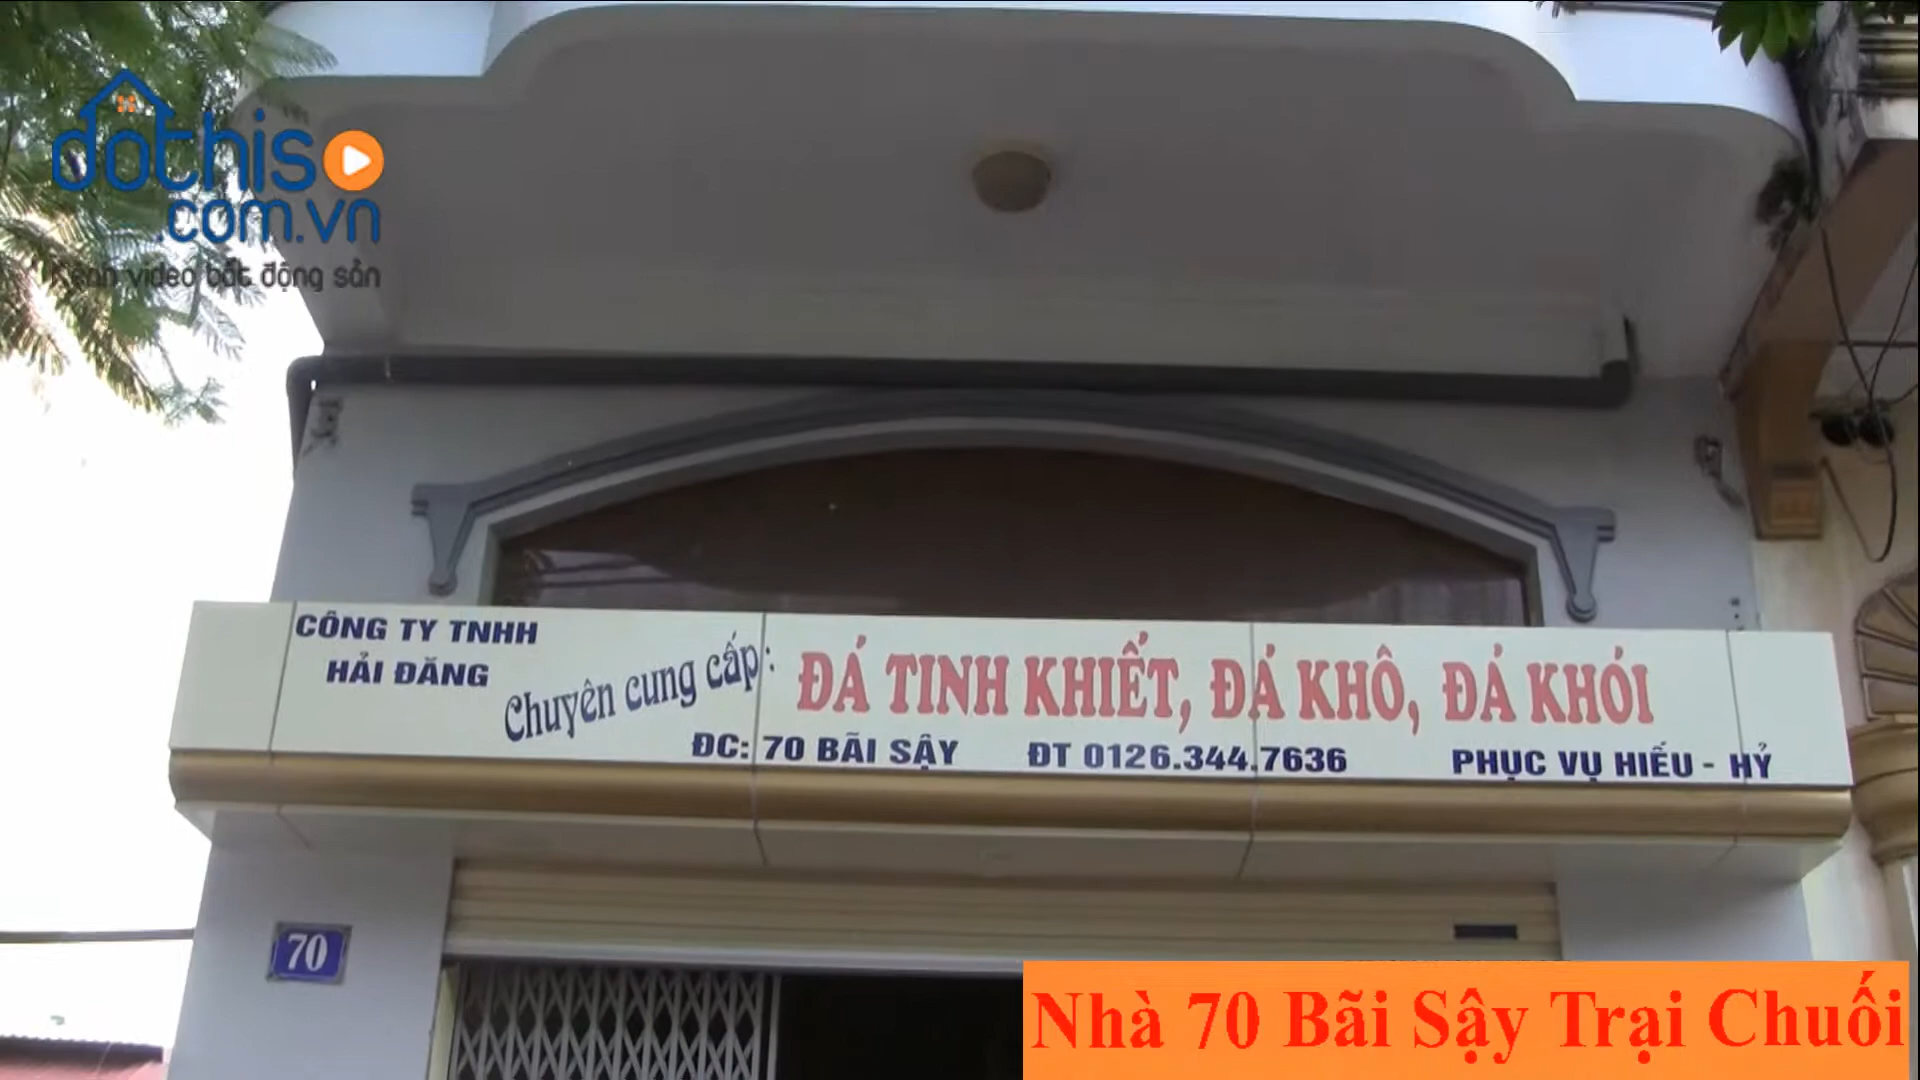 dothiso
.com.vn
Kênh video bất động sản
CÔNG TY TNHH
HẢI ĐĂNG
Chuyên cung cấp:
ĐÁ TINH KHIẾT, ĐÁ KHÔ, ĐÁ KHÓI
ĐC: 70 BÃI SẬY ĐT 0126.344.7636 PHỤC VỤ HIẾU - HỶ
70
Nhà 70 Bãi Sậy Trại Chuối